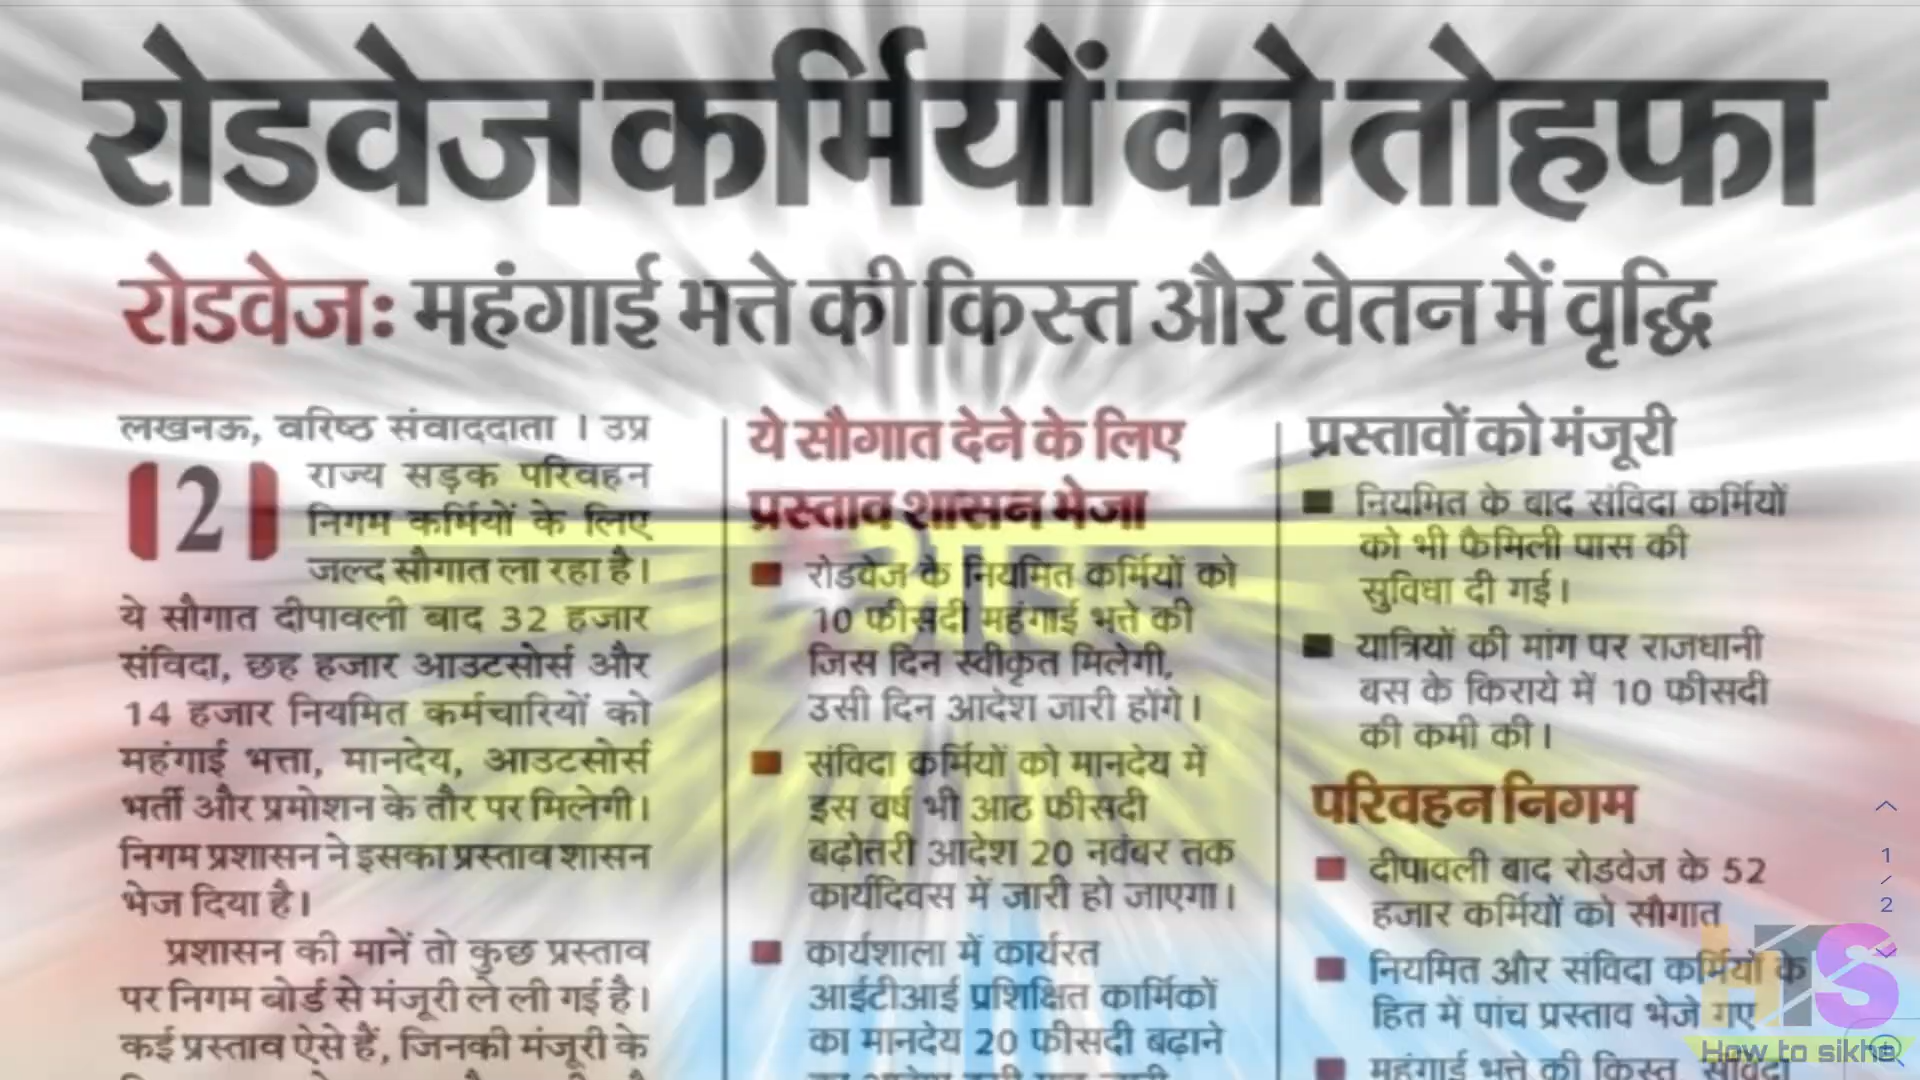 रोडवेज कर्मियों को तोहफा
रोडवेज: महंगाई भत्ते की किस्त और वेतन में वृद्धि
लखनऊ, वरिष्ठ संवाददाता । उप्र
2
राज्य सड़क परिवहन
निगम कर्मियों के लिए
जल्द सौगात ला रहा है।
ये सौगात दीपावली बाद 32 हजार
संविदा, छह हजार आउटसोर्स और
14 हजार नियमित कर्मचारियों को
महंगाई भत्ता, मानदेय, आउटसोर्स
भर्ती और प्रमोशन के तौर पर मिलेगी।
निगम प्रशासन ने इसका प्रस्ताव शासन
भेज दिया है।
प्रशासन की मानें तो कुछ प्रस्ताव
पर निगम बोर्ड से मंजूरी ले ली गई है।
कई प्रस्ताव ऐसे हैं, जिनकी मंजूरी के
ये सौगात देने के लिए
प्रस्ताव शासन भेजा
रोडवेज के नियमित कर्मियों को
10 फीसदी महंगाई भत्ते की
जिस दिन स्वीकृत मिलेगी,
उसी दिन आदेश जारी होंगे।
संविदा कर्मियों को मानदेय में
इस वर्ष भी आठ फीसदी
बढ़ोतरी आदेश 20 नवंबर तक
कार्यदिवस में जारी हो जाएगा।
कार्यशाला में कार्यरत
आईटीआई प्रशिक्षित कार्मिकों
का मानदेय 20 फीसदी बढ़ाने
प्रस्तावों को मंजूरी
नियमित के बाद संविदा कर्मियों
को भी फैमिली पास की
सुविधा दी गई।
यात्रियों की मांग पर राजधानी
बस के किराये में 10 फीसदी
की कमी की।
परिवहन निगम
दीपावली बाद रोडवेज के 52
हजार कर्मियों को सौगात
नियमित और संविदा कर्मियों के
हित में पांच प्रस्ताव भेजे गए
महंगाई भत्ते की किस्त, संविदा
1
/
2
HTS
How to sikhe